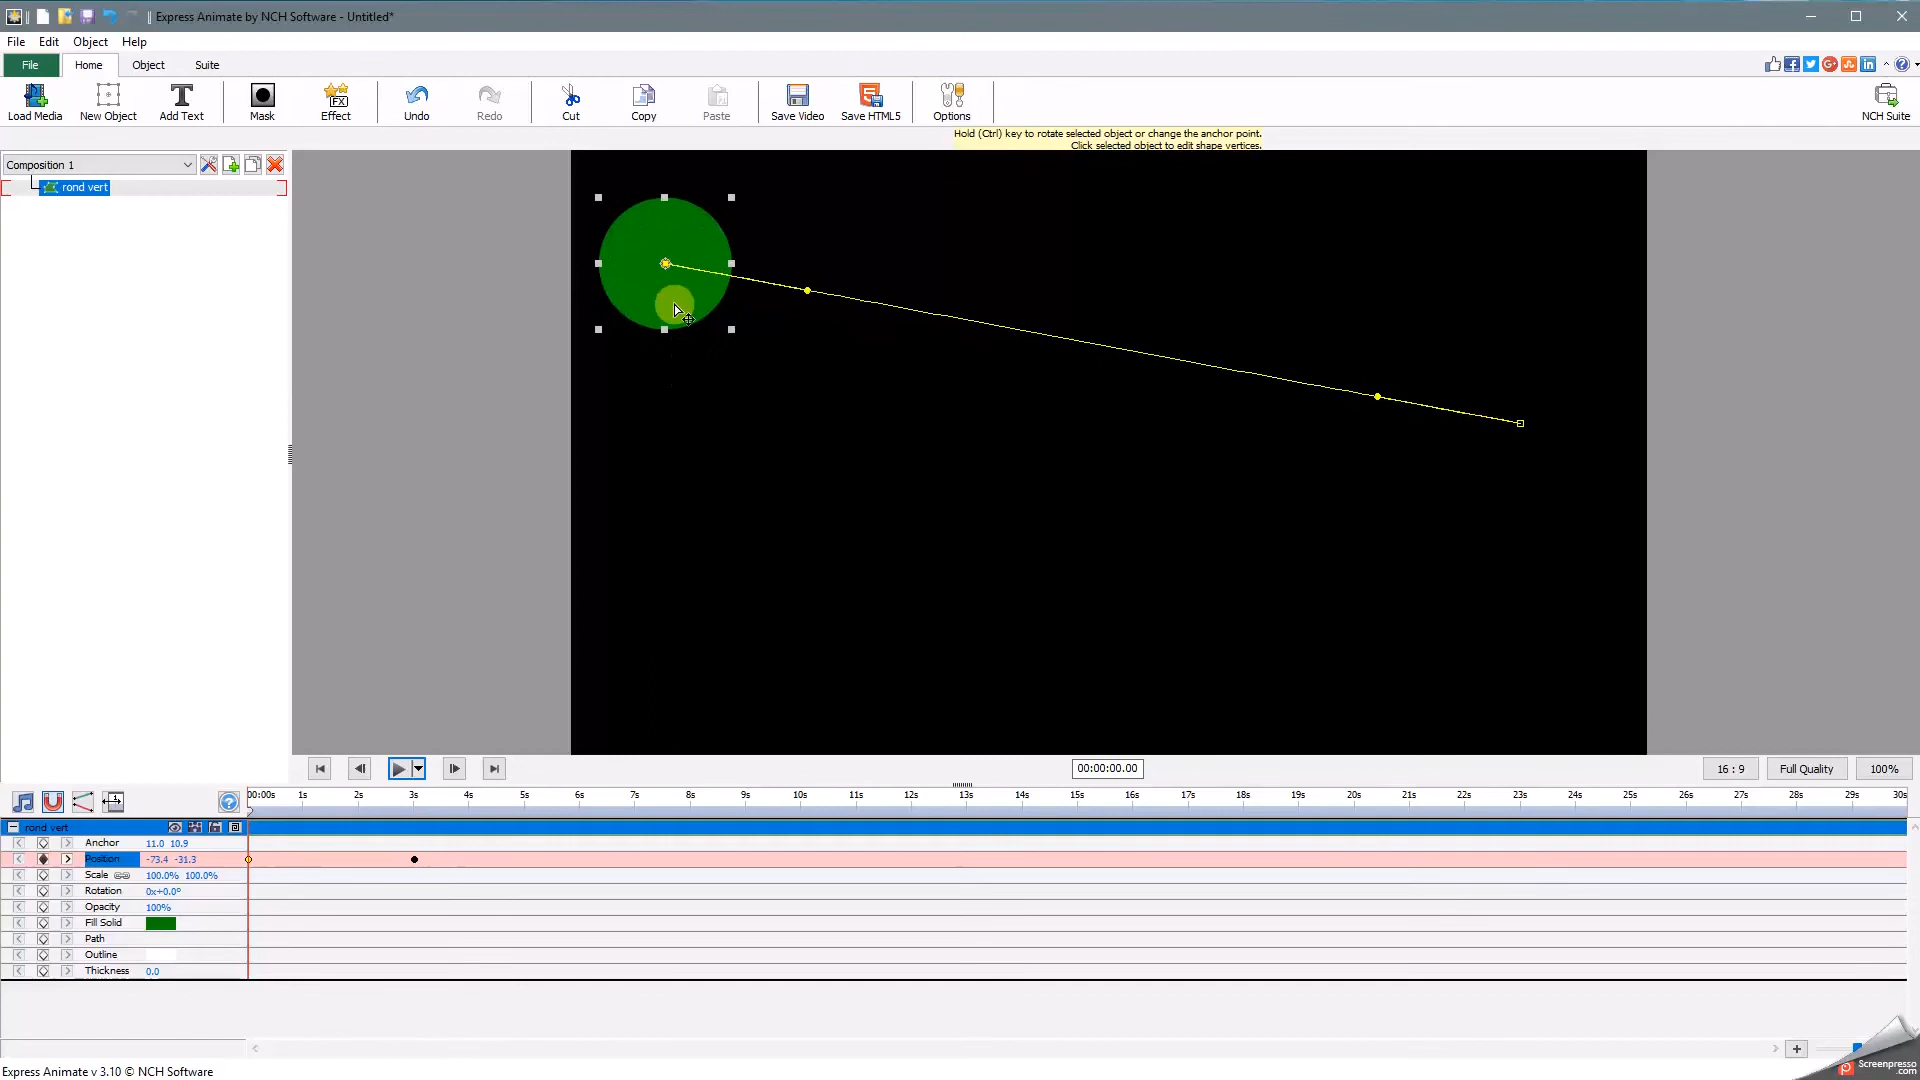 Express Animate by NCH Software - Untitled*
File Edit Object Help
File Home Object Suite
Load Media New Object Add Text Mask Effect Undo Redo Cut Copy Paste Save Video Save HTML5 Options NCH Suite
FX
Hold (Ctrl) key to rotate selected object or change the anchor point.
Click selected object to edit shape vertices.
Composition 1
rond vert
00:00:00.00 16 : 9 Full Quality 100%
00:00s 1s 2s 3s 4s 5s 6s 7s 8s 9s 10s 11s 12s 13s 14s 15s 16s 17s 18s 19s 20s 21s 22s 23s 24s 25s 26s 27s 28s 29s 30s
rond vert
Anchor 11.0 10.9
Position -73.4 -31.3
Scale 100.0% 100.0%
Rotation 0x+0.0°
Opacity 100%
Fill Solid
Path
Outline
Thickness 0.0
Express Animate v 3.10 © NCH Software
Screenpresso
.com